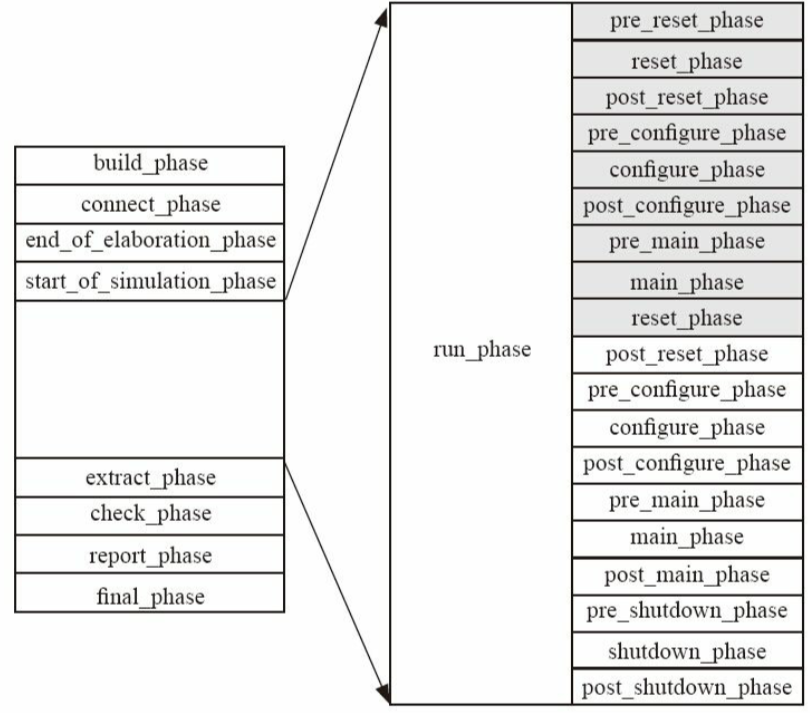 build_phase
connect_phase
end_of_elaboration_phase
start_of_simulation_phase
extract_phase
check_phase
report_phase
final_phase
run_phase
pre_reset_phase
reset_phase
post_reset_phase
pre_configure_phase
configure_phase
post_configure_phase
pre_main_phase
main_phase
reset_phase
post_reset_phase
pre_configure_phase
configure_phase
post_configure_phase
pre_main_phase
main_phase
post_main_phase
pre_shutdown_phase
shutdown_phase
post_shutdown_phase